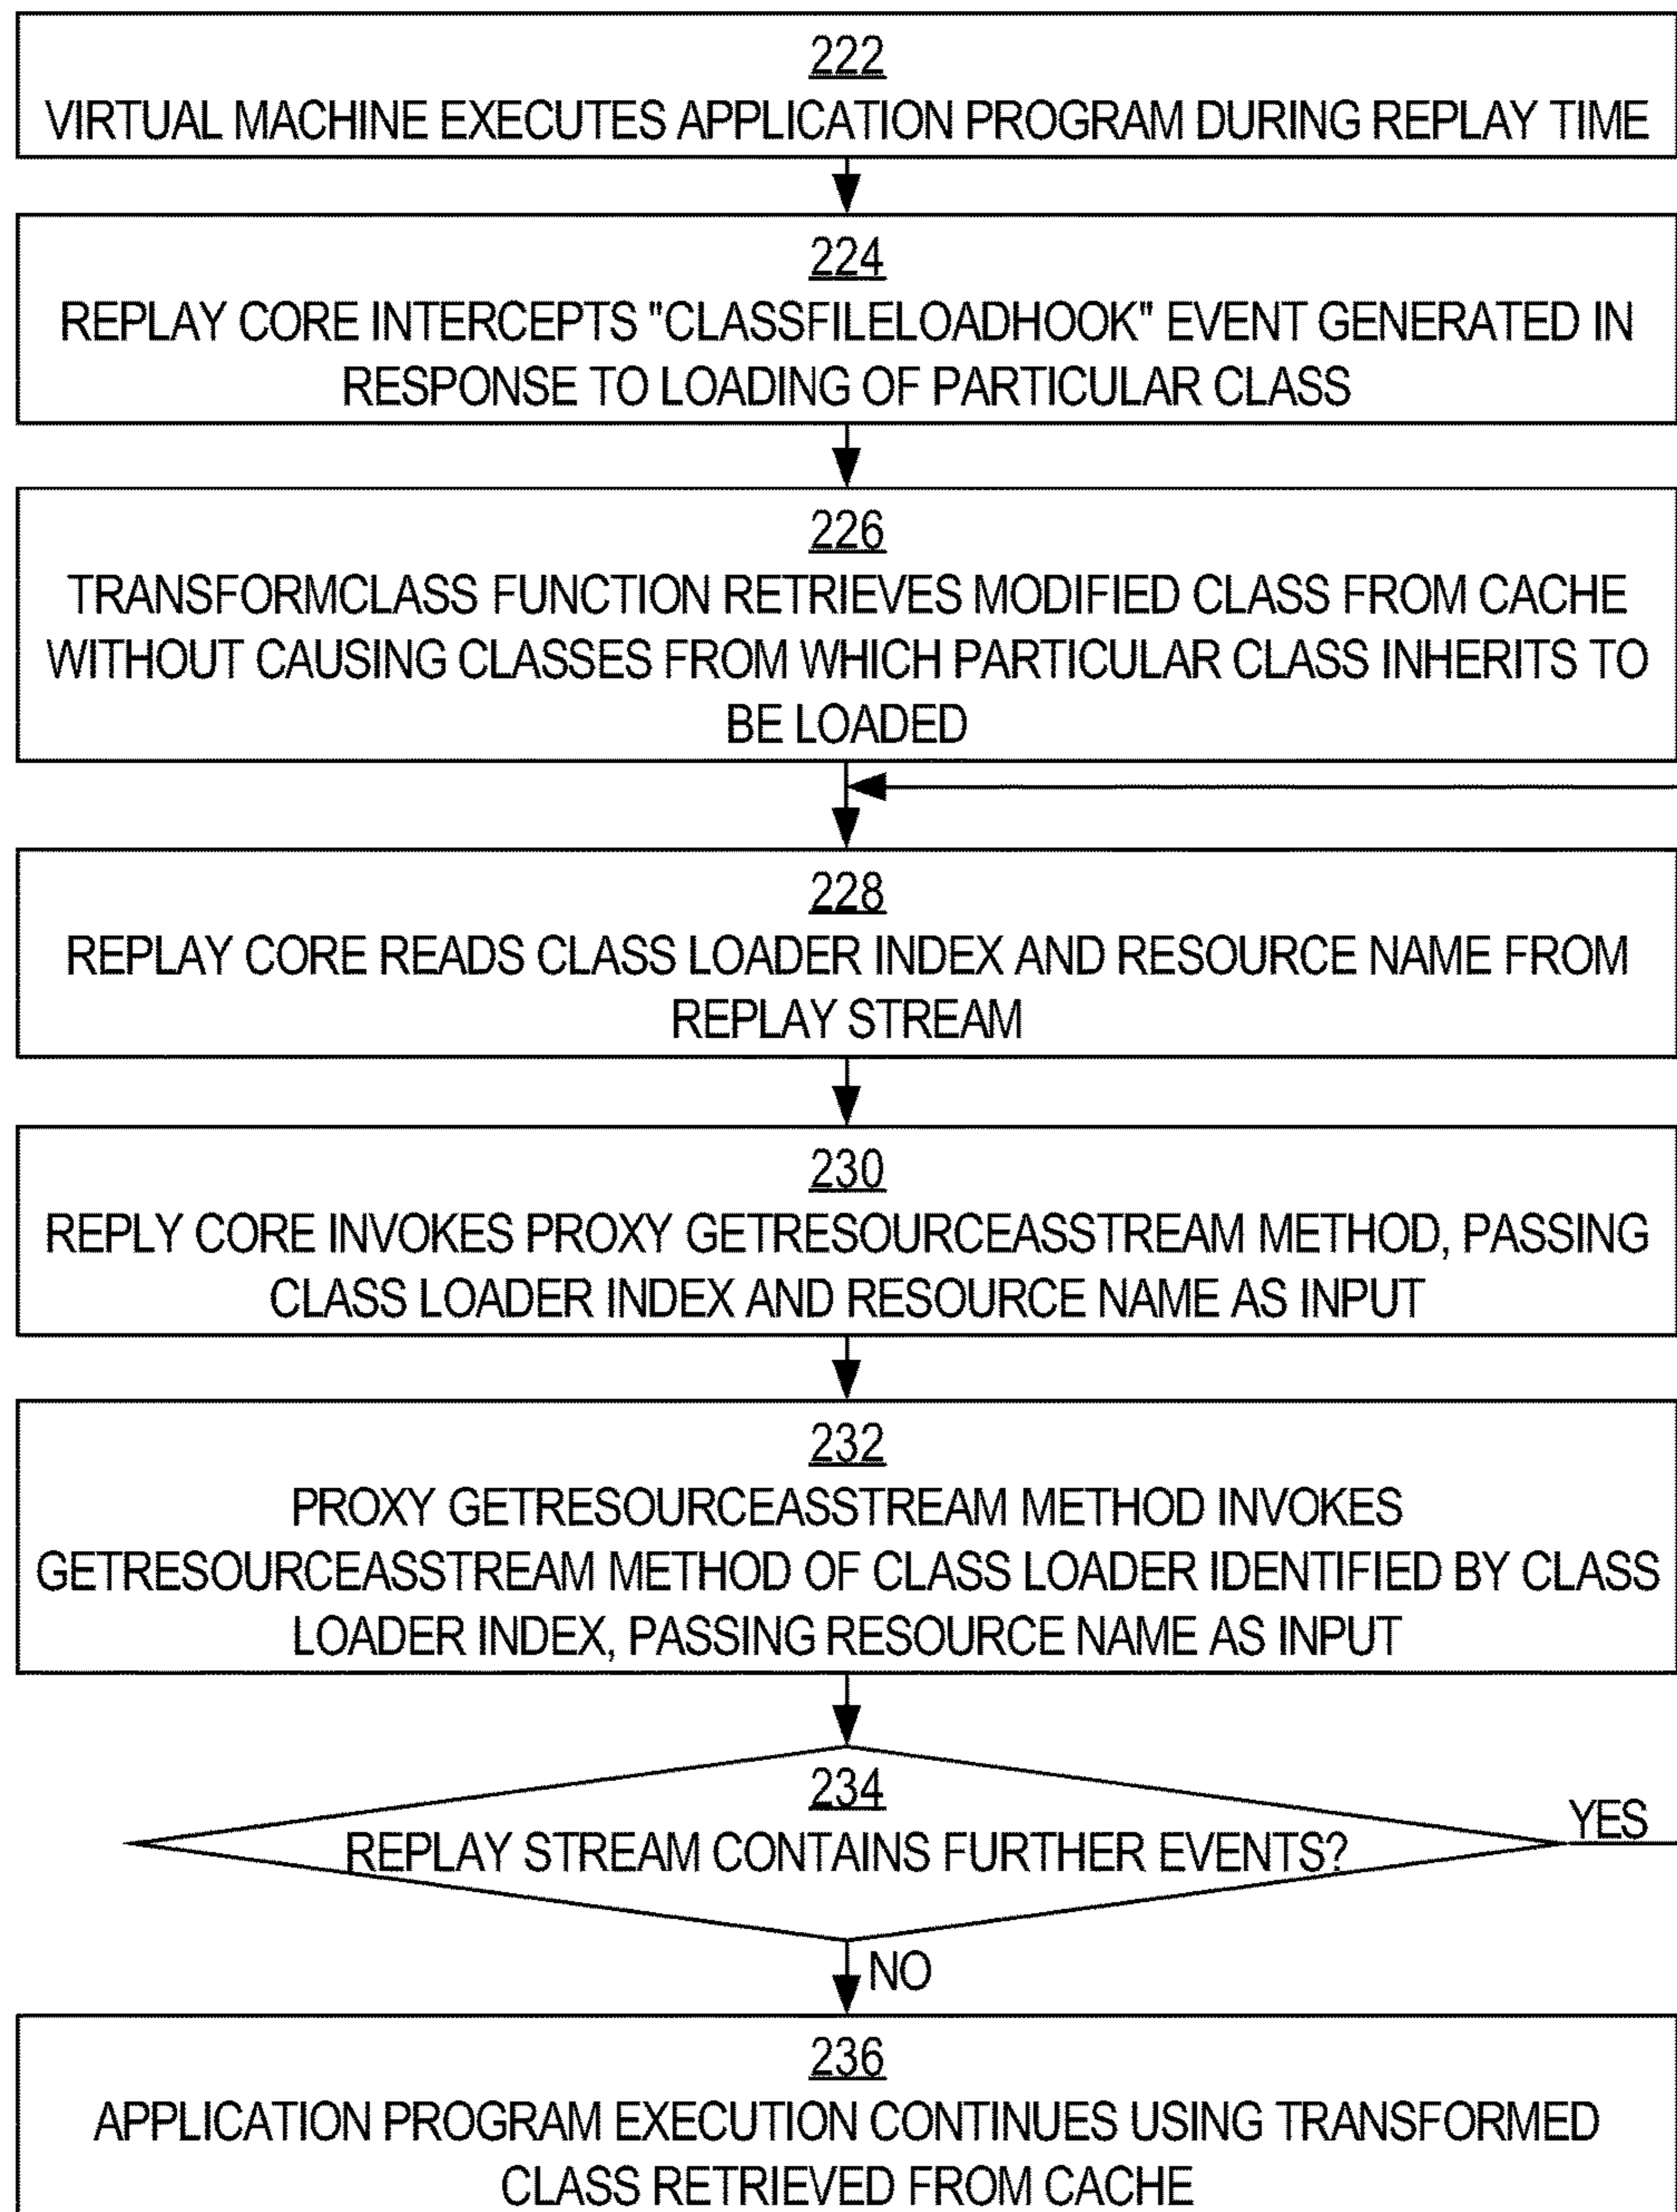 222
VIRTUAL MACHINE EXECUTES APPLICATION PROGRAM DURING REPLAY TIME
224
REPLAY CORE INTERCEPTS "CLASSFILELOADHOOK" EVENT GENERATED IN
RESPONSE TO LOADING OF PARTICULAR CLASS
226
TRANSFORMCLASS FUNCTION RETRIEVES MODIFIED CLASS FROM CACHE
WITHOUT CAUSING CLASSES FROM WHICH PARTICULAR CLASS INHERITS TO
BE LOADED
228
REPLAY CORE READS CLASS LOADER INDEX AND RESOURCE NAME FROM
REPLAY STREAM
230
REPLY CORE INVOKES PROXY GETRESOURCEASSTREAM METHOD, PASSING
CLASS LOADER INDEX AND RESOURCE NAME AS INPUT
232
PROXY GETRESOURCEASSTREAM METHOD INVOKES
GETRESOURCEASSTREAM METHOD OF CLASS LOADER IDENTIFIED BY CLASS
LOADER INDEX, PASSING RESOURCE NAME AS INPUT
234
REPLAY STREAM CONTAINS FURTHER EVENTS?
YES
NO
236
APPLICATION PROGRAM EXECUTION CONTINUES USING TRANSFORMED
CLASS RETRIEVED FROM CACHE